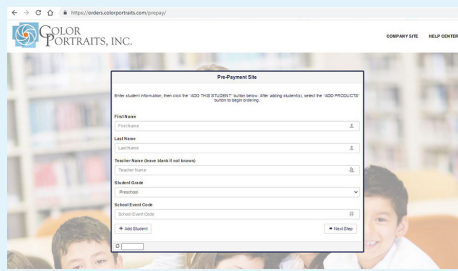 https://orders.colorportraits.com/prepay/
COLOR
PORTRAITS, INC.
COMPANY SITE HELP CENTER
Pre-Payment Site
Enter student information, then click the 'ADD THIS STUDENT' button below. After adding student(s), select the 'ADD PRODUCTS'
button to begin ordering.
First Name
First Name
Last Name
Last Name
Teacher Name (leave blank if not known)
Teacher Name
Student Grade
Preschool
School Event Code
School Event Code
+ Add Student
Next Step